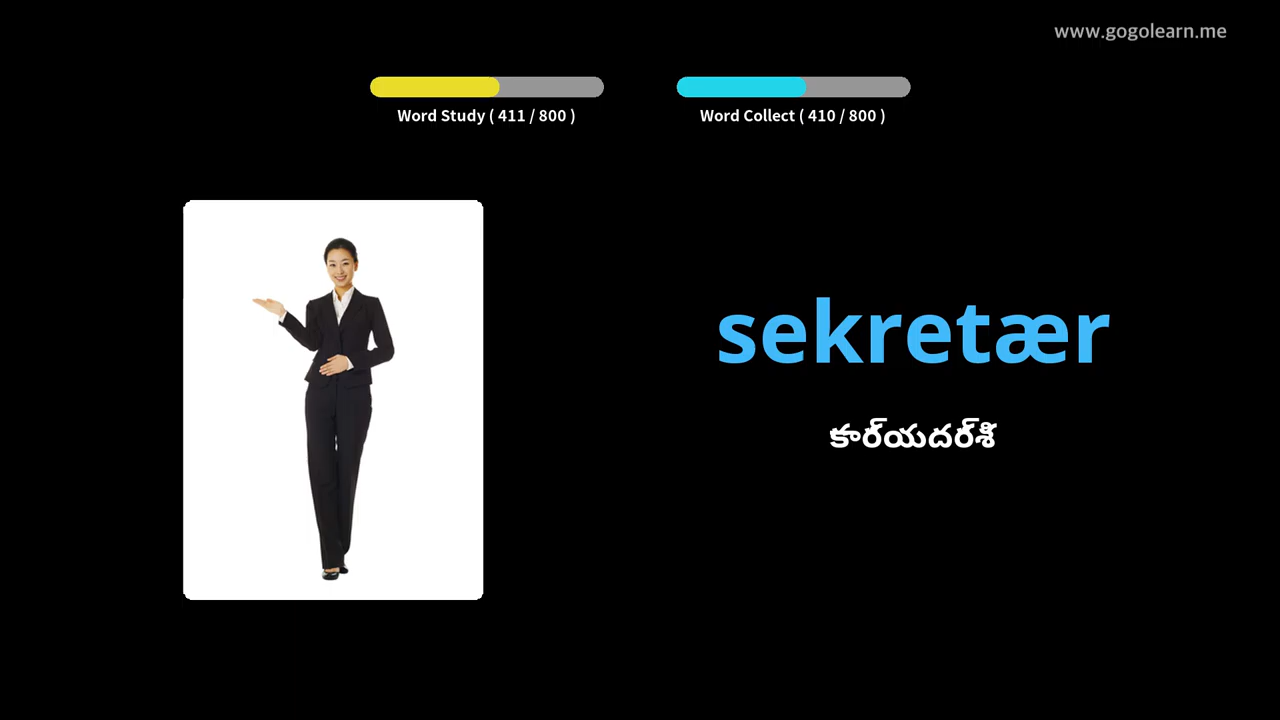 www.gogolearn.me
Word Study ( 411 / 800 )
Word Collect ( 410 / 800 )
sekretær
కార్‌యదర్‌శి